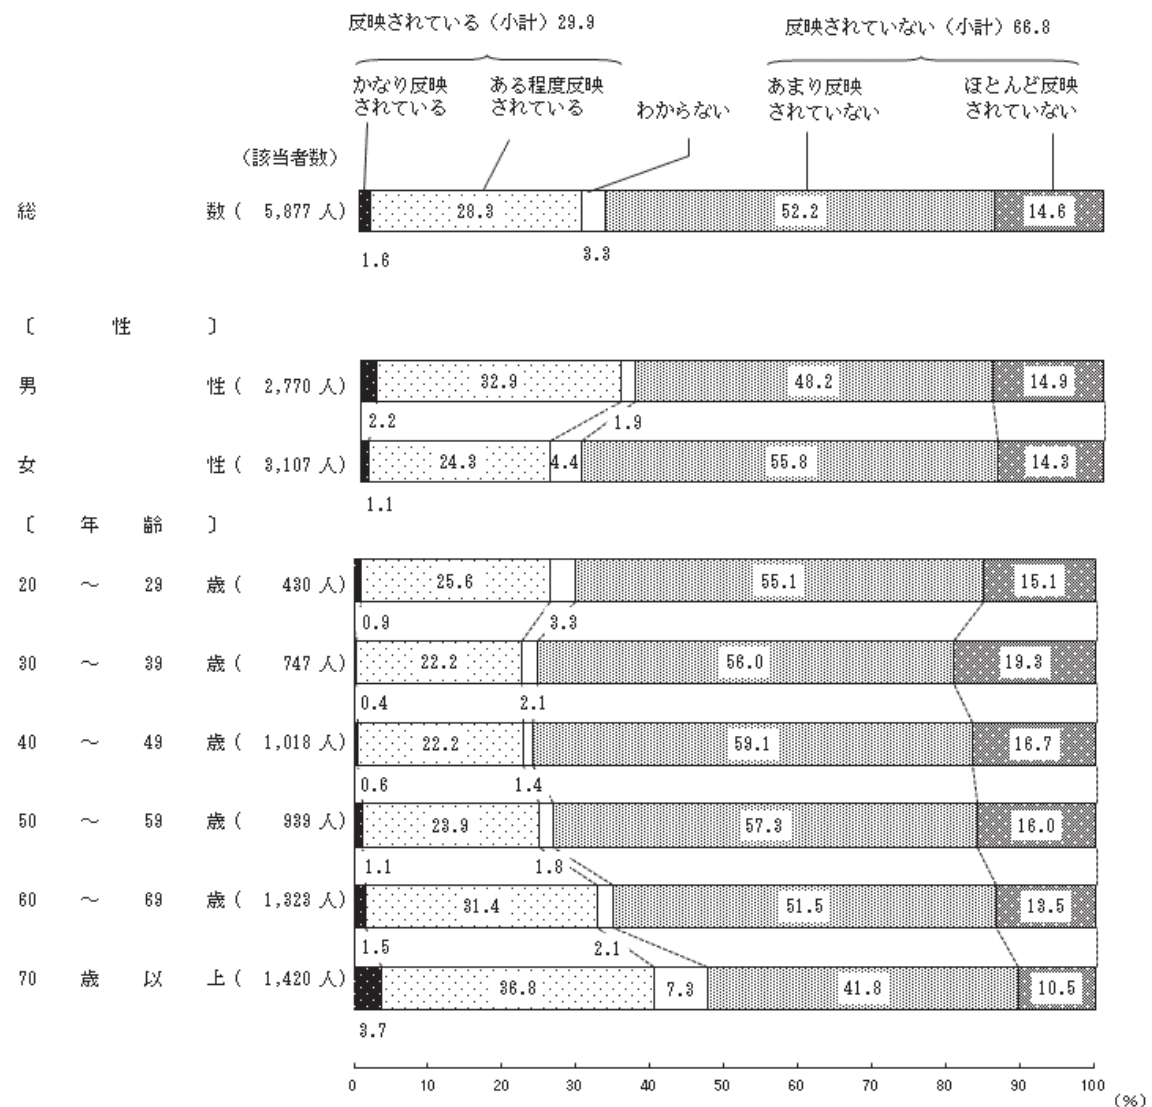 反映されている（小計）29.9
反映されていない（小計）66.8
かなり反映
されている
ある程度反映
されている
わからない
あまり反映
されていない
ほとんど反映
されていない
（該当者数）
総 数( 5,877 人)
28.3
52.2
14.6
1.6
3.3
〔 性 〕
男 性( 2,770 人)
32.9
48.2
14.9
2.2
1.9
女 性( 3,107 人)
24.3
4.4
55.8
14.3
1.1
〔 年 齢 〕
20 ～ 29 歳( 430 人)
25.6
55.1
15.1
0.9
3.3
30 ～ 39 歳( 747 人)
22.2
56.0
19.3
0.4
2.1
40 ～ 49 歳( 1,018 人)
22.2
59.1
16.7
0.6
1.4
50 ～ 59 歳( 939 人)
23.9
57.3
16.0
1.1
1.8
60 ～ 69 歳( 1,323 人)
31.4
51.5
13.5
1.5
2.1
70 歳 以 上( 1,420 人)
36.8
7.3
41.8
10.5
3.7
0 10 20 30 40 50 60 70 80 90 100
(%)